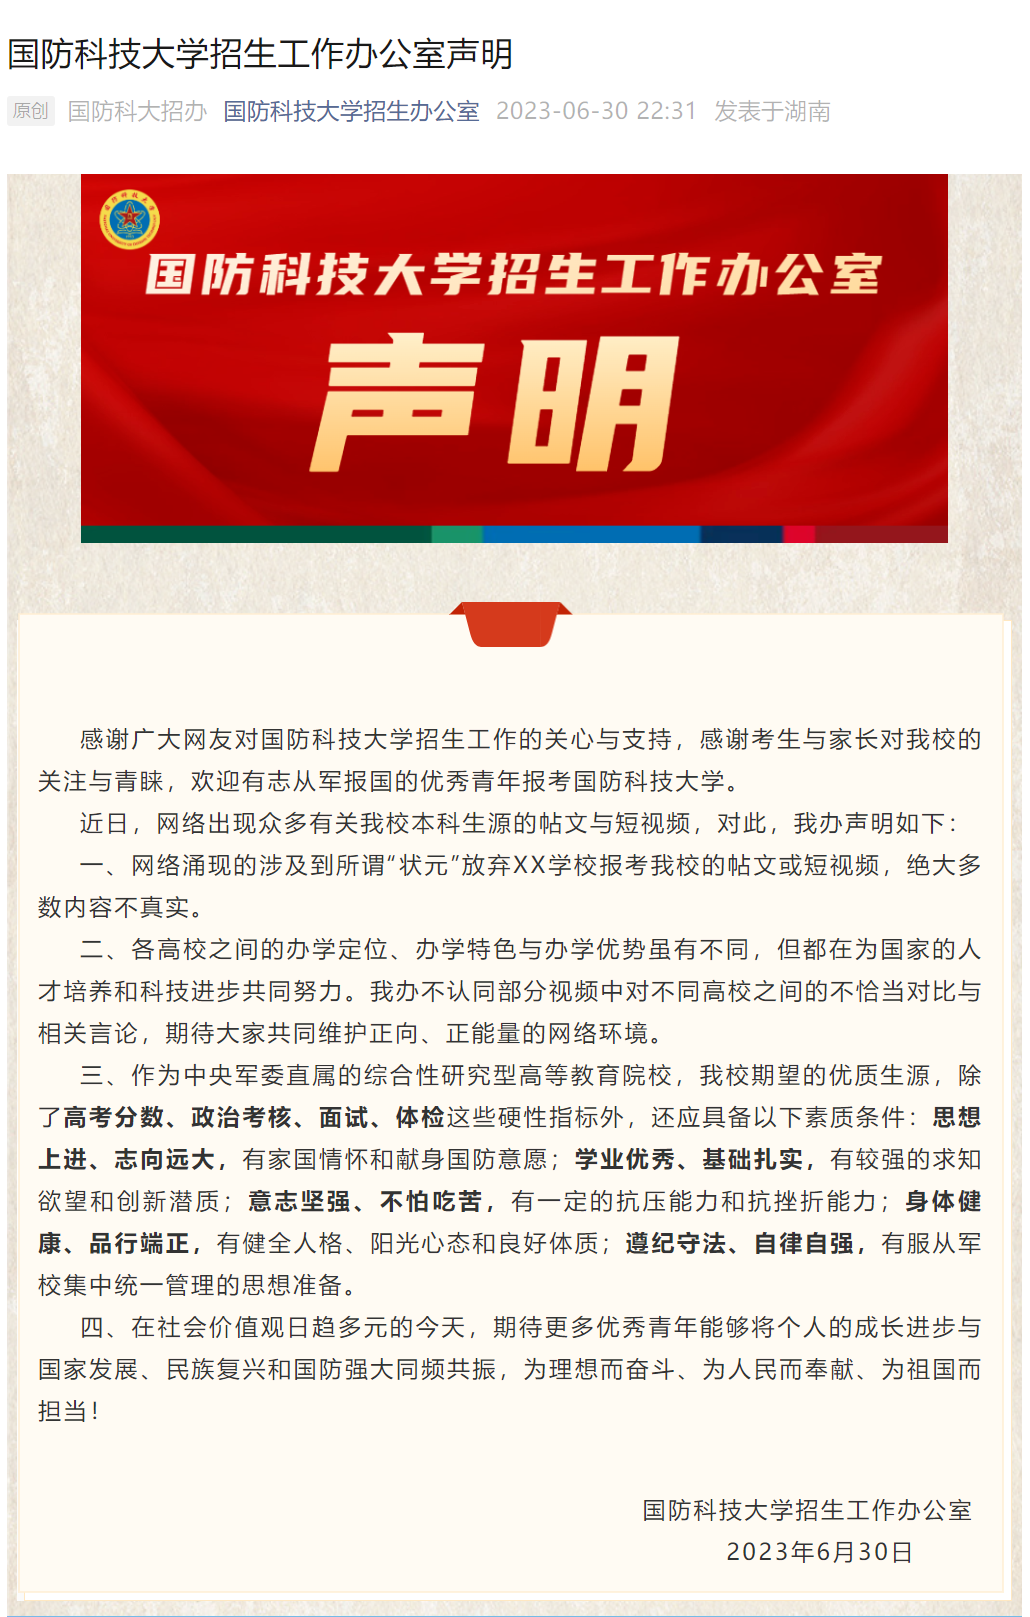 国防科技大学招生工作办公室声明
原创 国防科大招办 国防科技大学招生办公室 2023-06-30 22:31 发表于湖南
国防科技大学招生工作办公室
声明
感谢广大网友对国防科技大学招生工作的关心与支持，感谢考生与家长对我校的
关注与青睐，欢迎有志从军报国的优秀青年报考国防科技大学。
近日，网络出现众多有关我校本科生源的帖文与短视频，对此，我办声明如下：
一、网络涌现的涉及到所谓“状元”放弃XX学校报考我校的帖文或短视频，绝大多
数内容不真实。
二、各高校之间的办学定位、办学特色与办学优势虽有不同，但都在为国家的人
才培养和科技进步共同努力。我办不认同部分视频中对不同高校之间的不恰当对比与
相关言论，期待大家共同维护正向、正能量的网络环境。
三、作为中央军委直属的综合性研究型高等教育院校，我校期望的优质生源，除
了高考分数、政治考核、面试、体检这些硬性指标外，还应具备以下素质条件：思想
上进、志向远大，有家国情怀和献身国防意愿；学业优秀、基础扎实，有较强的求知
欲望和创新潜质；意志坚强、不怕吃苦，有一定的抗压能力和抗挫折能力；身体健
康、品行端正，有健全人格、阳光心态和良好体质；遵纪守法、自律自强，有服从军
校集中统一管理的思想准备。
四、在社会价值观日趋多元的今天，期待更多优秀青年能够将个人的成长进步与
国家发展、民族复兴和国防强大同频共振，为理想而奋斗、为人民而奉献、为祖国而
担当！
国防科技大学招生工作办公室
2023年6月30日